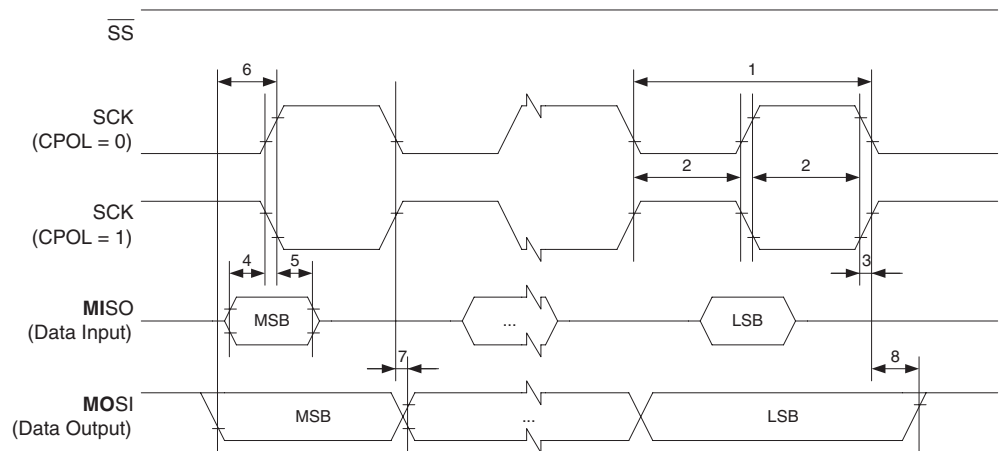 SS
6
1
SCK
(CPOL = 0)
2
2
SCK
(CPOL = 1)
4
5
3
MISO
(Data Input)
MSB
...
LSB
7
8
MOSI
(Data Output)
MSB
...
LSB